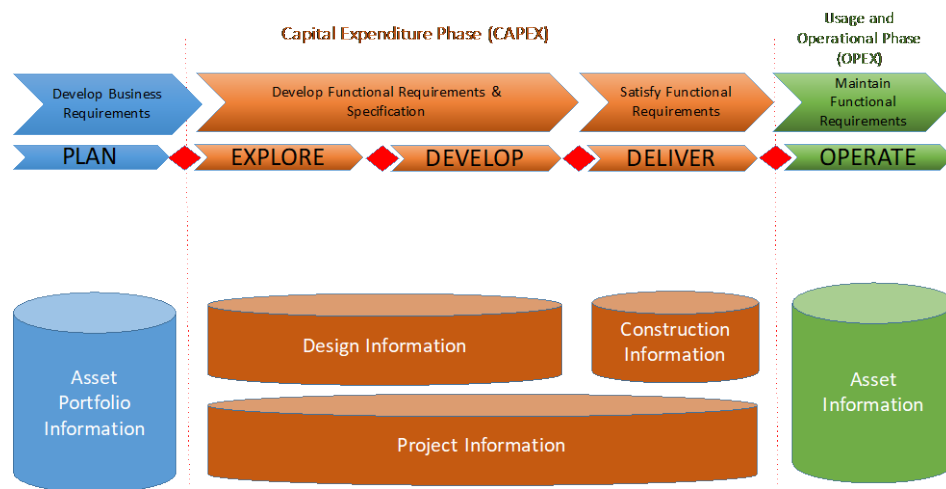 Capital Expenditure Phase (CAPEX)
Usage and
Operational Phase
(OPEX)
Develop Business
Requirements
Develop Functional Requirements &
Specification
Satisfy Functional
Requirements
Maintain
Functional
Requirements
PLAN
EXPLORE
DEVELOP
DELIVER
OPERATE
Asset
Portfolio
Information
Design Information
Construction
Information
Project Information
Asset
Information